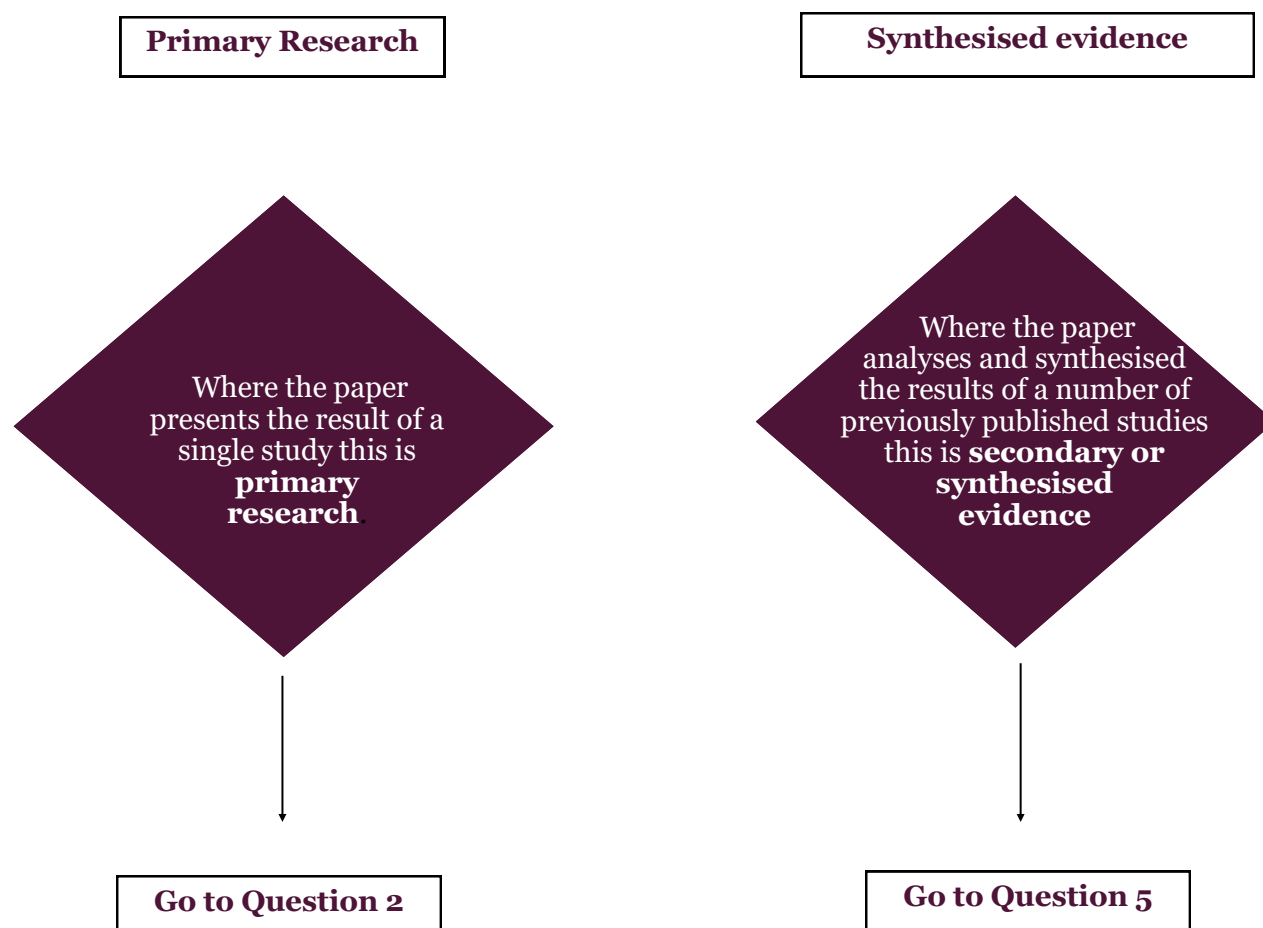 Primary Research
Synthesised evidence
Where the paper
presents the result of a
single study this is
primary
research.
Where the paper
analyses and synthesised
the results of a number of
previously published studies
this is secondary or
synthesised
evidence
Go to Question 2
Go to Question 5